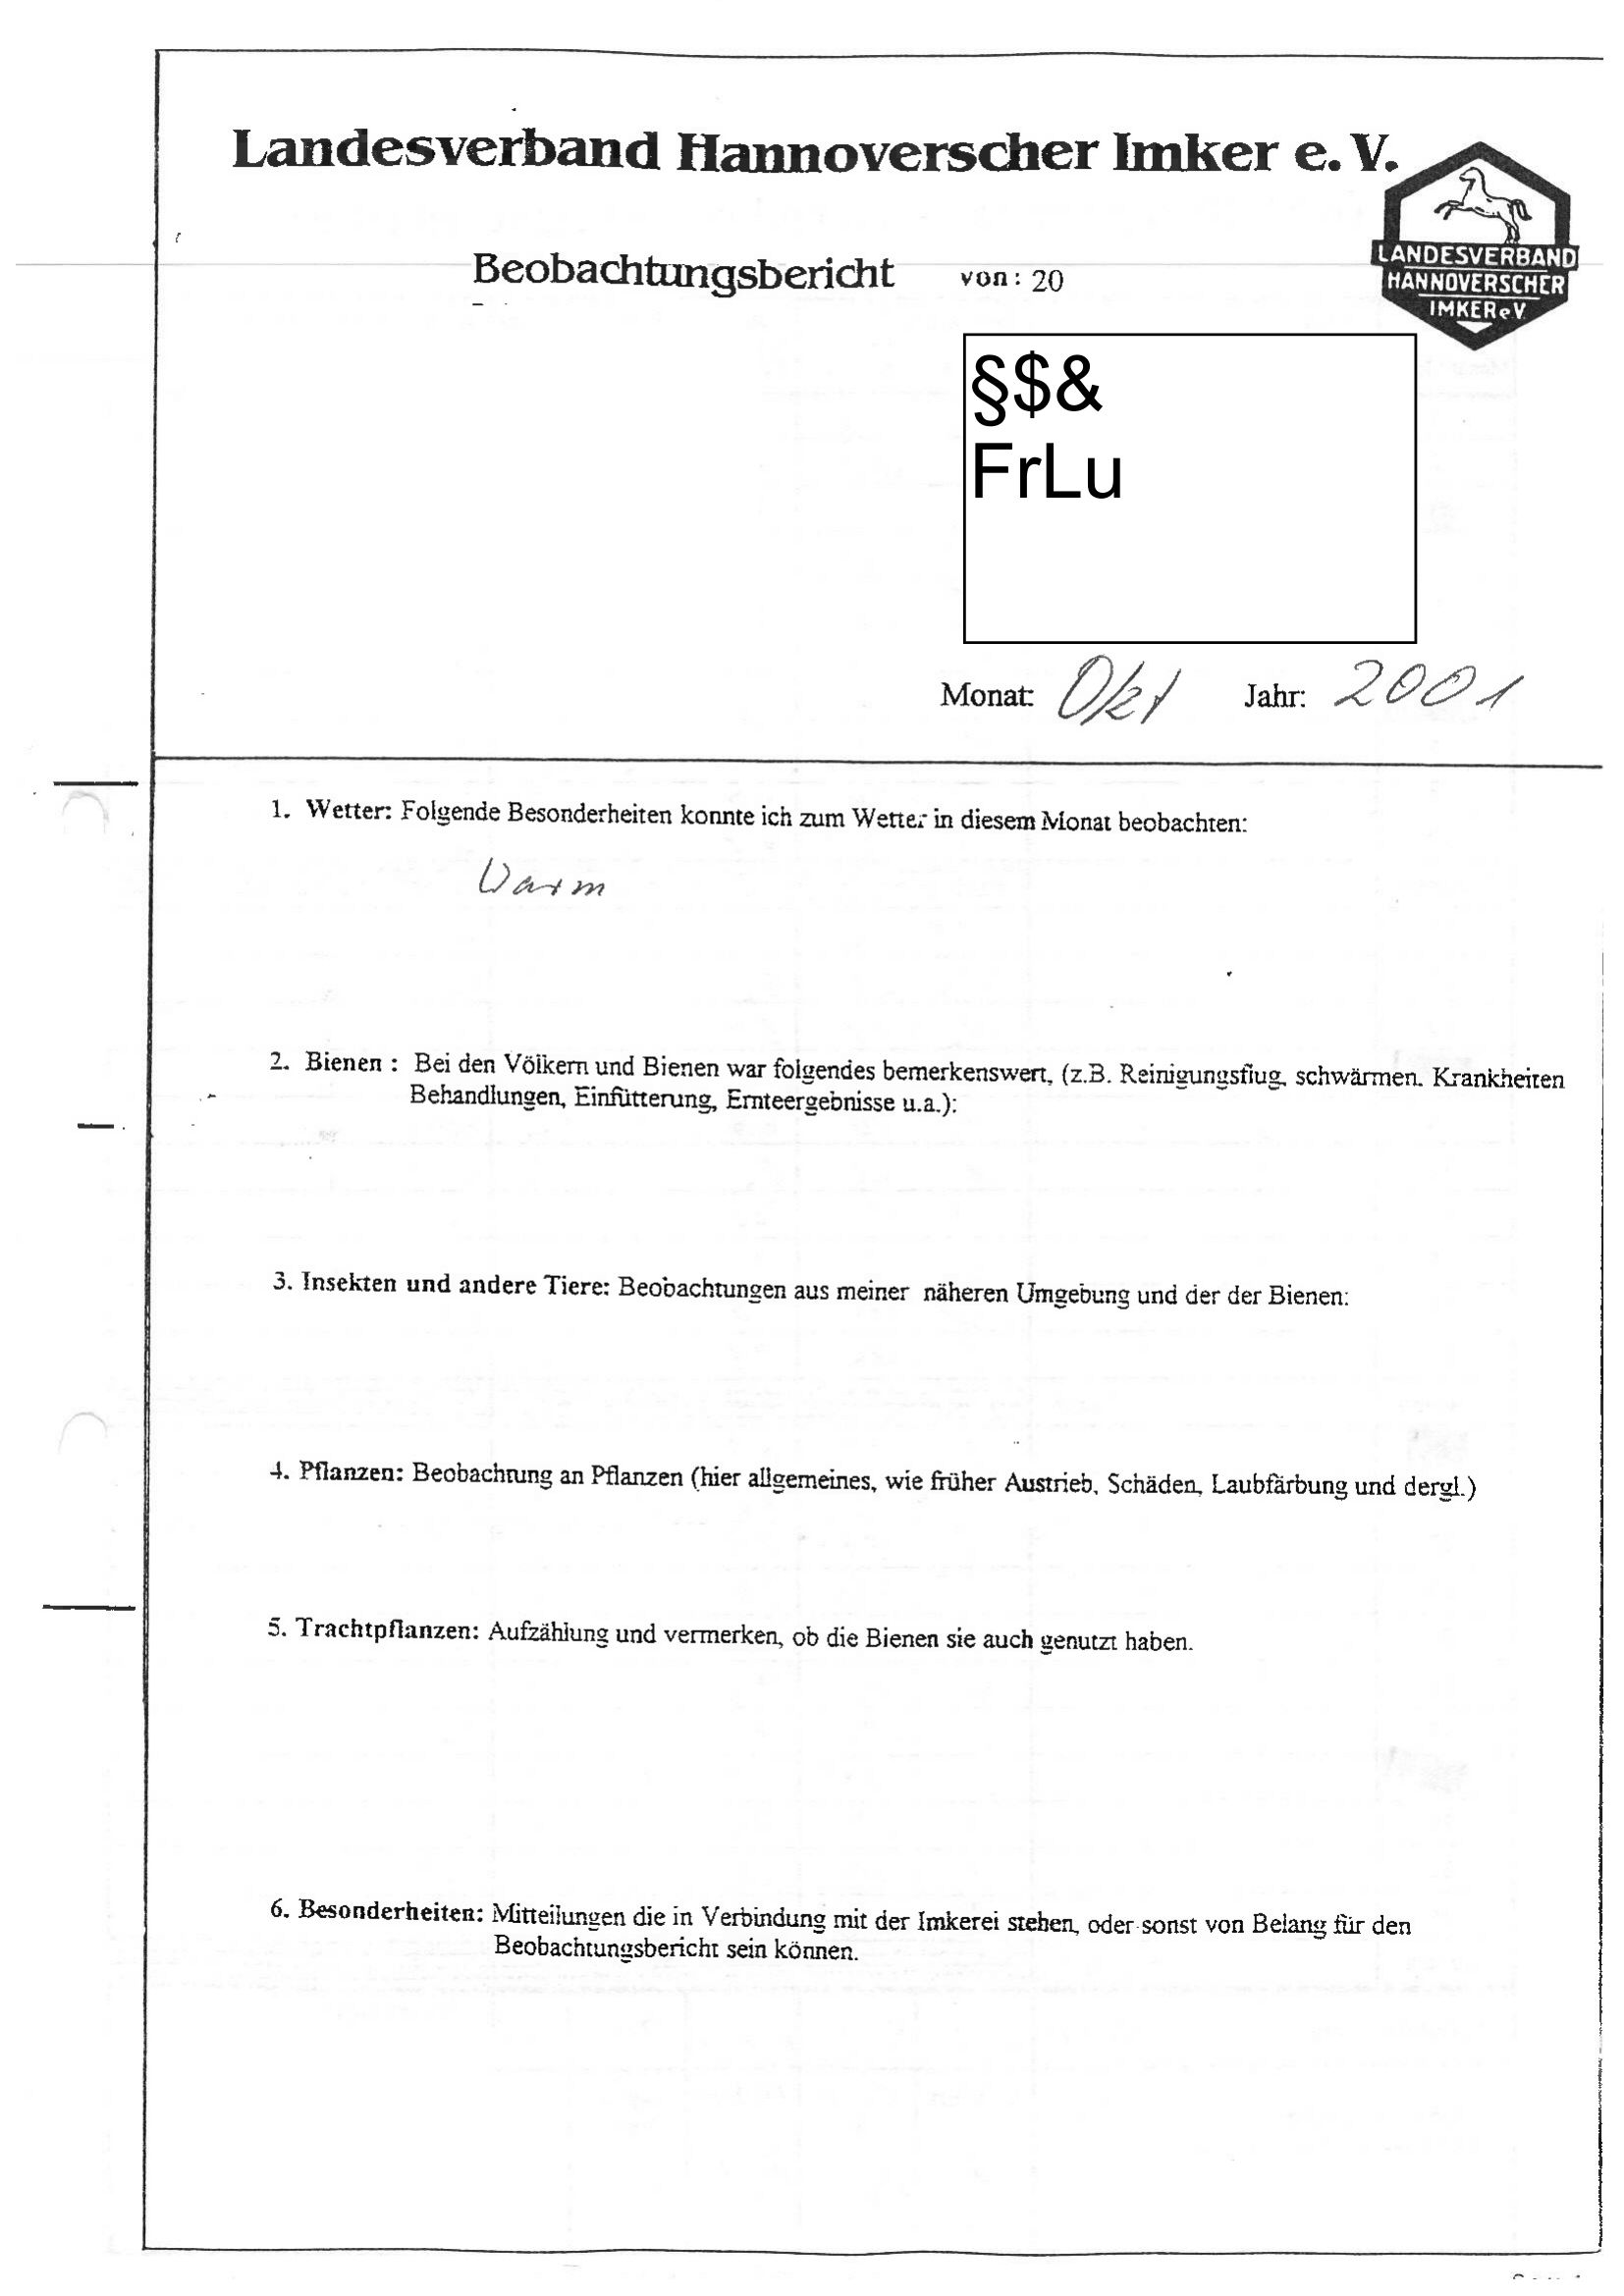 Landesverband Hannoverscher Imker e. V.
LANDESVERBAND
HANNOVERSCHER
IMKER e V.
Beobachtungsbericht von: 20
§$&
FrLu
Monat: Okt Jahr: 2001
1. Wetter: Folgende Besonderheiten konnte ich zum Wetter in diesem Monat beobachten:
Warm
2. Bienen : Bei den Völkern und Bienen war folgendes bemerkenswert, (z.B. Reinigungsflug, schwärmen. Krankheiten
Behandlungen, Einfütterung, Ernteergebnisse u.a.):
3. Insekten und andere Tiere: Beobachtungen aus meiner näheren Umgebung und der der Bienen:
4. Pflanzen: Beobachtung an Pflanzen (hier allgemeines, wie früher Austrieb, Schäden, Laubfärbung und dergl.)
5. Trachtpflanzen: Aufzählung und vermerken, ob die Bienen sie auch genutzt haben.
6. Besonderheiten: Mitteilungen die in Verbindung mit der Imkerei stehen, oder sonst von Belang für den
Beobachtungsbericht sein können.